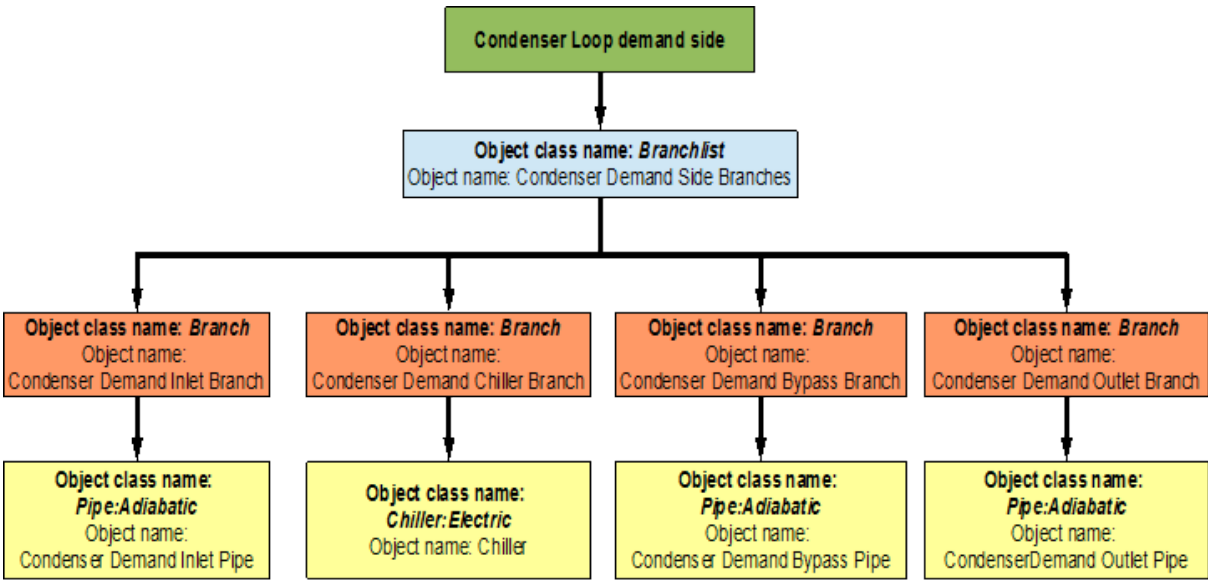 Condenser Loop demand side
Object class name: Branchlist
Object name: Condenser Demand Side Branches
Object class name: Branch
Object name:
Condenser Demand Inlet Branch
Object class name: Branch
Object name:
Condenser Demand Chiller Branch
Object class name: Branch
Object name:
Condenser Demand Bypass Branch
Object class name: Branch
Object name:
Condenser Demand Outlet Branch
Object class name:
Pipe:Adiabatic
Object name:
Condenser Demand Inlet Pipe
Object class name:
Chiller:Electric
Object name: Chiller
Object class name:
Pipe:Adiabatic
Object name:
Condenser Demand Bypass Pipe
Object class name:
Pipe:Adiabatic
Object name:
CondenserDemand Outlet Pipe